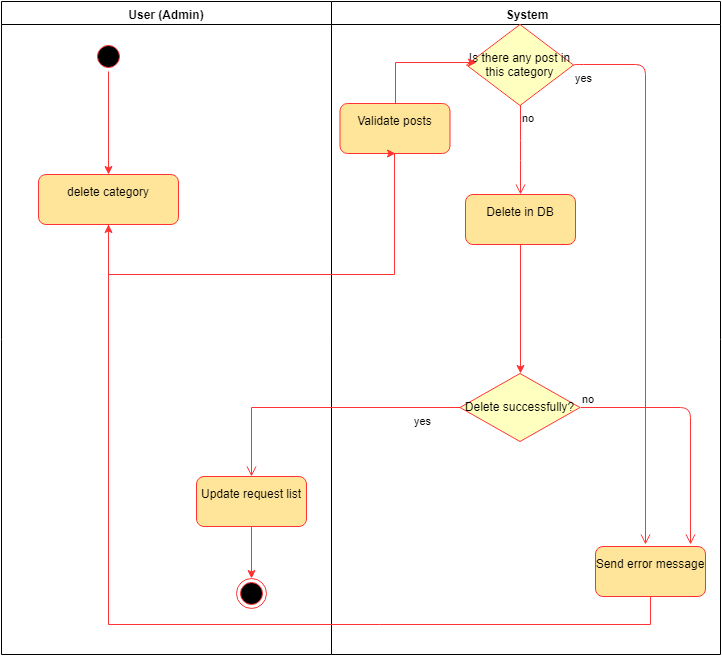 User (Admin)
System
Is there any post in
this category
yes
no
Validate posts
delete category
Delete in DB
Delete successfully?
no
yes
Update request list
Send error message